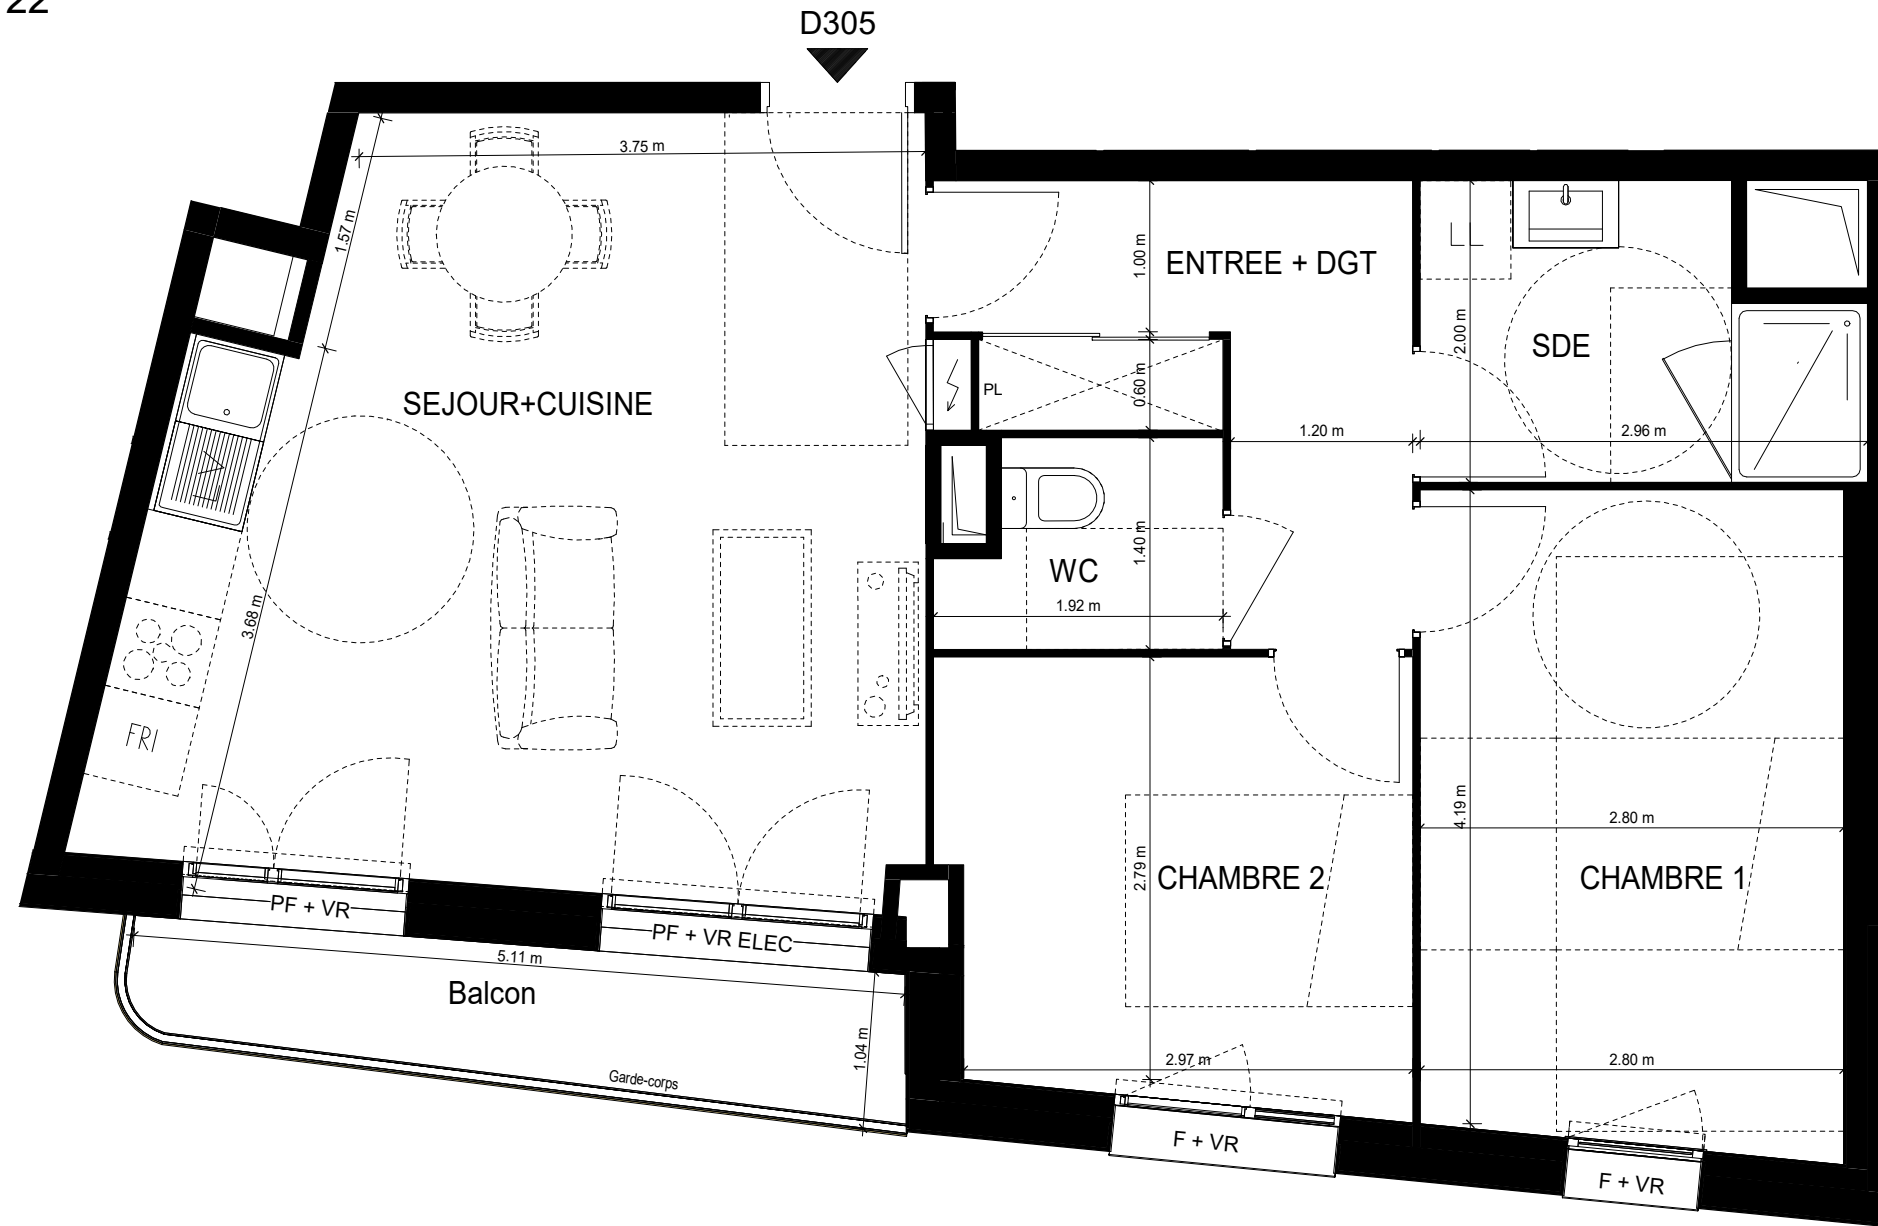 22
D305
3.75 m
1.57 m
1.00 m
ENTREE + DGT
2.00 m
SDE
SEJOUR+CUISINE
PL
0.60 m
1.20 m
2.96 m
LL
LV
1.40 m
WC
1.92 m
3.68 m
FRI
4.19 m
2.80 m
2.79 m
CHAMBRE 2
CHAMBRE 1
PF + VR
PF + VR ELEC
5.11 m
Balcon
1.04 m
2.97 m
2.80 m
Garde-corps
F + VR
F + VR